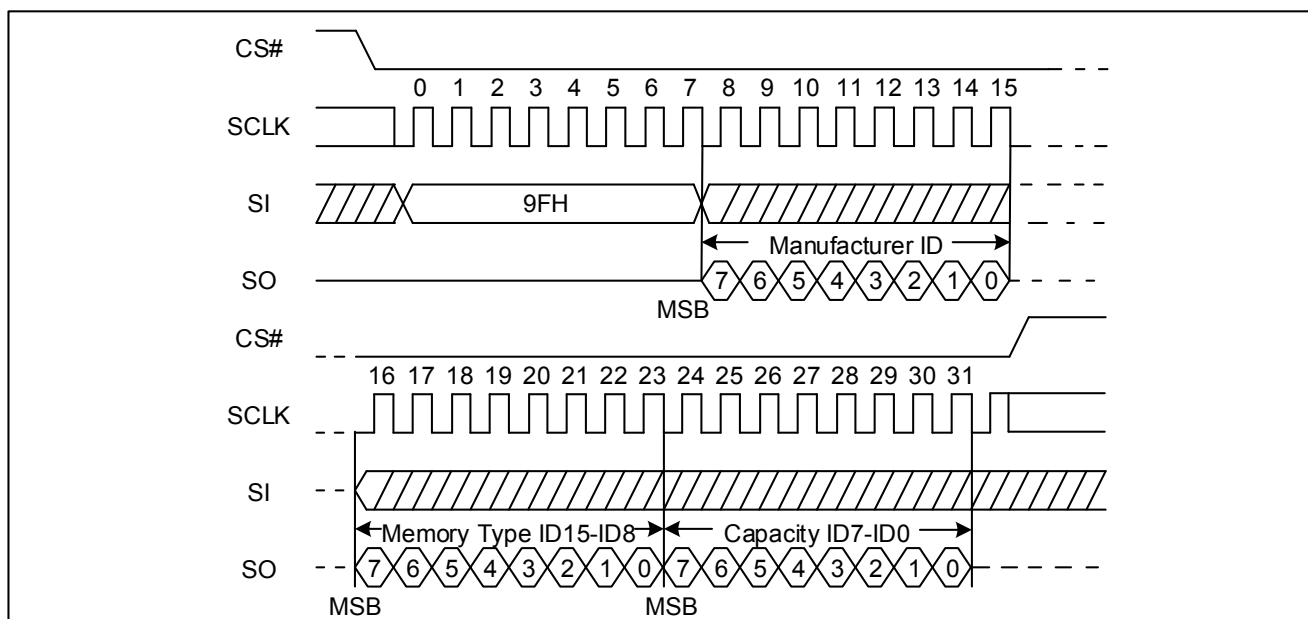 CS#
0 1 2 3 4 5 6 7 8 9 10 11 12 13 14 15
SCLK
SI 9FH
Manufacturer ID
SO 7 6 5 4 3 2 1 0
MSB
CS#
16 17 18 19 20 21 22 23 24 25 26 27 28 29 30 31
SCLK
SI
Memory Type ID15-ID8 Capacity ID7-ID0
SO 7 6 5 4 3 2 1 0 7 6 5 4 3 2 1 0
MSB MSB